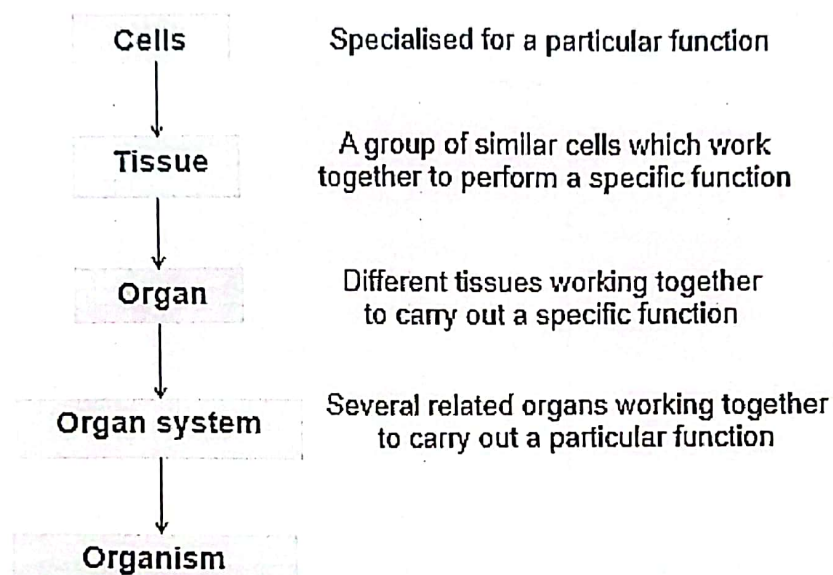 Cells
Specialised for a particular function
Tissue
A group of similar cells which work
together to perform a specific function
Organ
Different tissues working together
to carry out a specific function
Organ system
Several related organs working together
to carry out a particular function
Organism